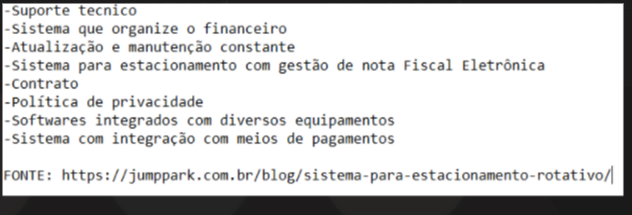 -Suporte tecnico
-Sistema que organize o financeiro
-Atualização e manutenção constante
-Sistema para estacionamento com gestão de nota Fiscal Eletrônica
-Contrato
-Política de privacidade
-Softwares integrados com diversos equipamentos
-Sistema com integração com meios de pagamentos
FONTE: https://jumppark.com.br/blog/sistema-para-estacionamento-rotativo/